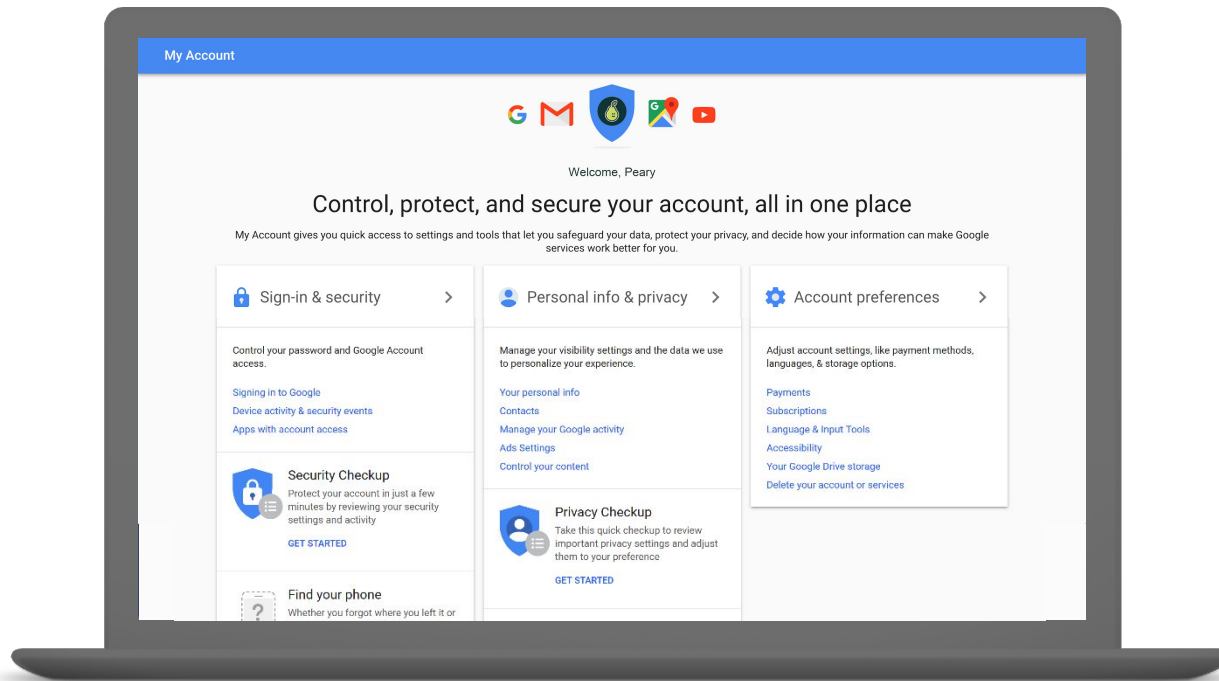 My Account
Welcome, Peary
Control, protect, and secure your account, all in one place
My Account gives you quick access to settings and tools that let you safeguard your data, protect your privacy, and decide how your information can make Google
services work better for you.
Sign-in & security
Control your password and Google Account
access.
Signing in to Google
Device activity & security events
Apps with account access
Security Checkup
Protect your account in just a few
minutes by reviewing your security
settings and activity
GET STARTED
Find your phone
Whether you forgot where you left it or
Personal info & privacy
Manage your visibility settings and the data we use
to personalize your experience.
Your personal info
Contacts
Manage your Google activity
Ads Settings
Control your content
Privacy Checkup
Take this quick checkup to review
important privacy settings and adjust
them to your preference
GET STARTED
Account preferences
Adjust account settings, like payment methods,
languages, & storage options.
Payments
Subscriptions
Language & Input Tools
Accessibility
Your Google Drive storage
Delete your account or services